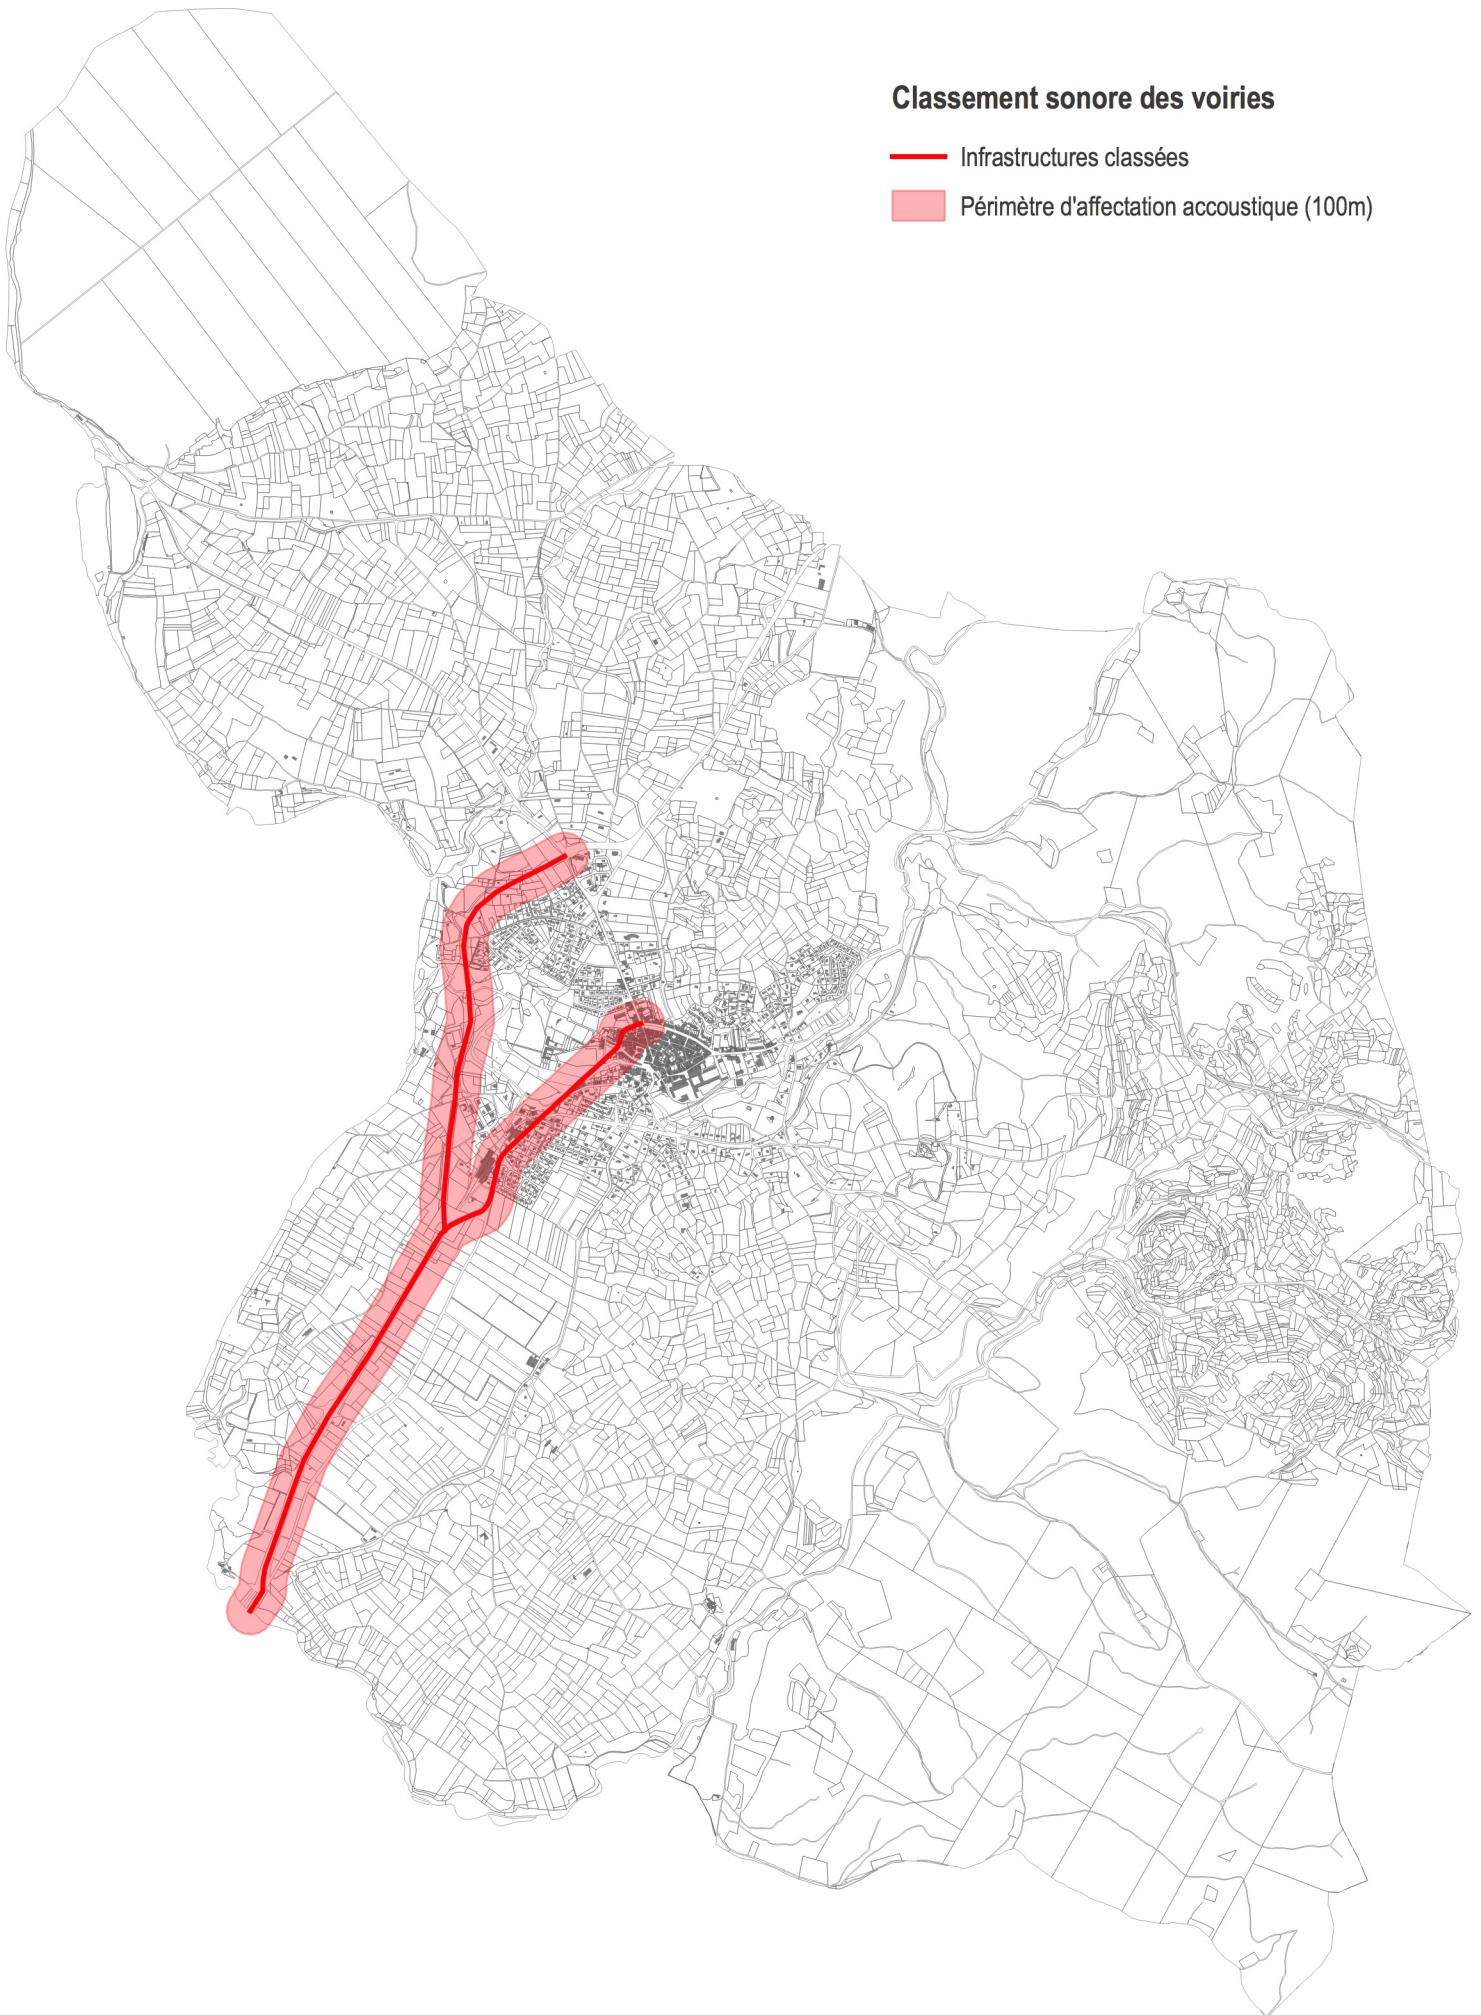 Classement sonore des voiries
Infrastructures classées
Périmètre d'affectation accoustique (100m)